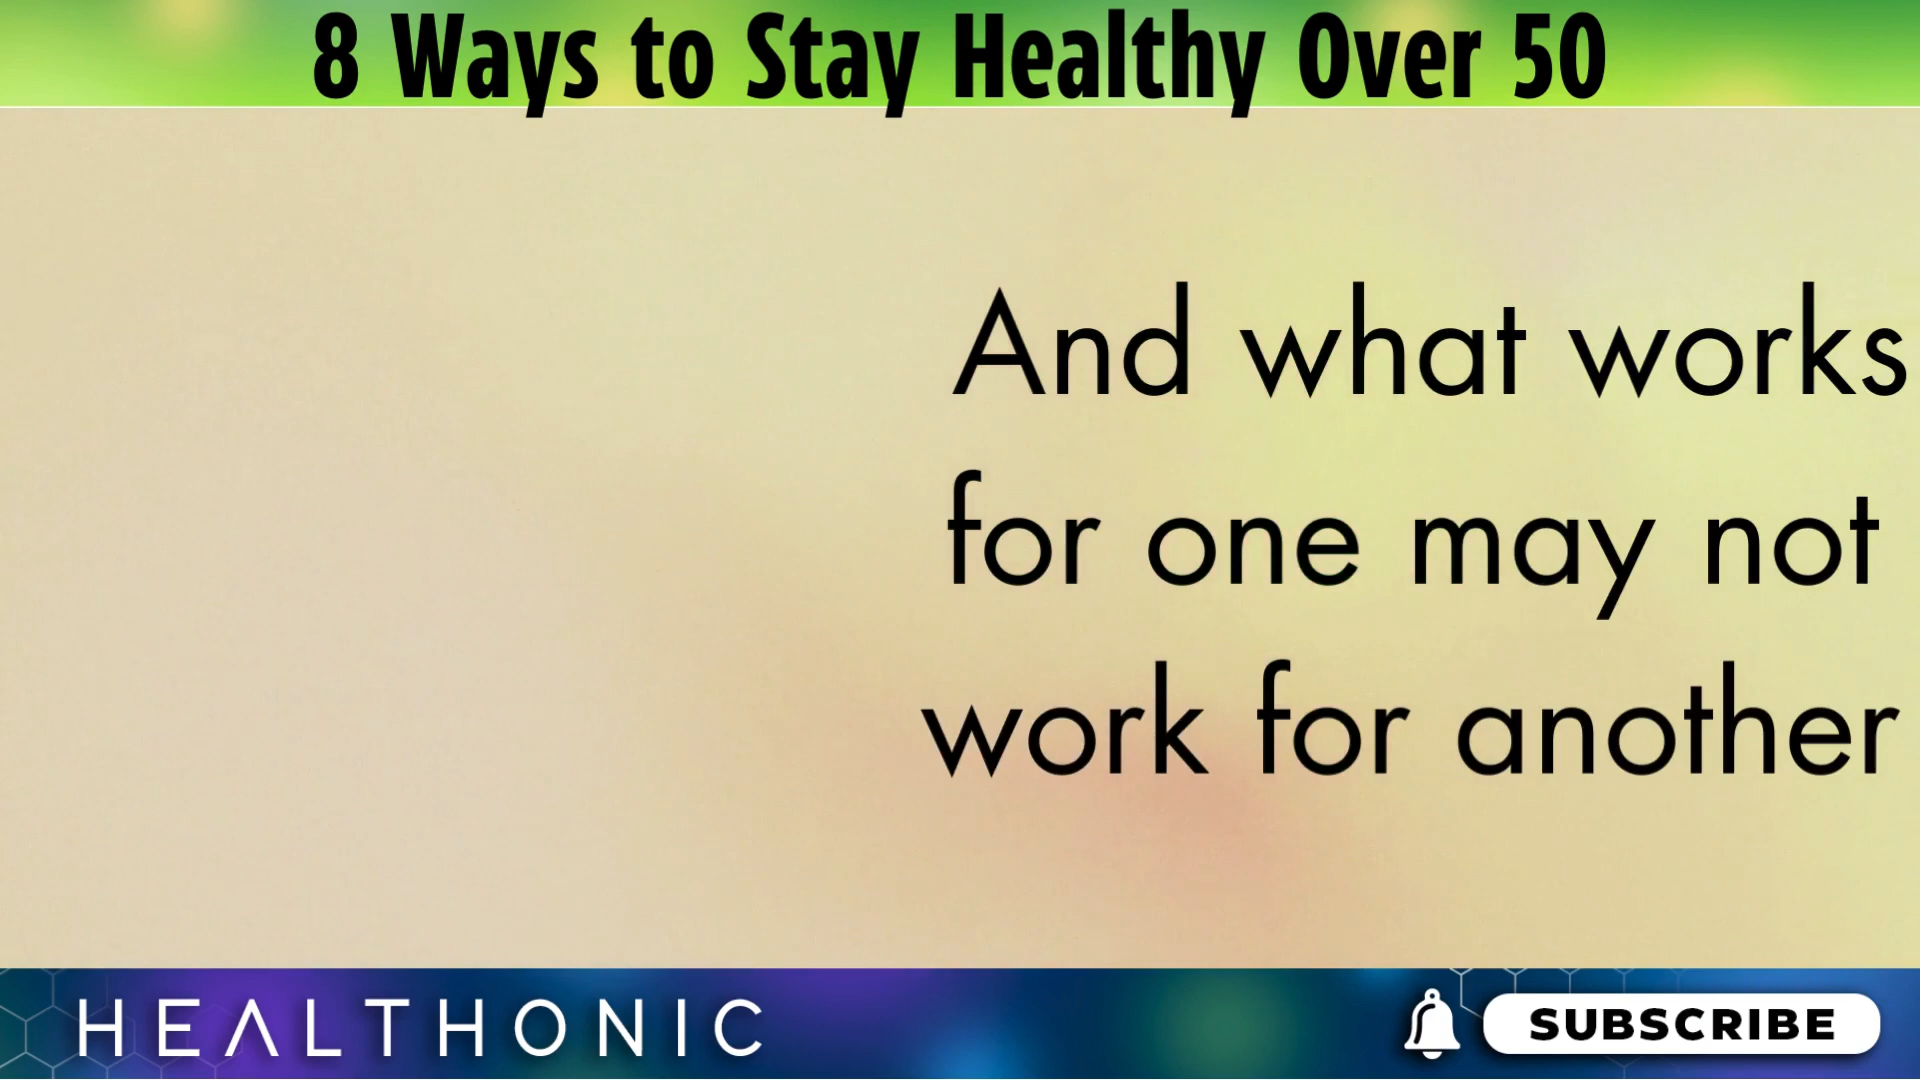 8 Ways to Stay Healthy Over 50
And what works
for one may not
work for another
HEALTHONIC
SUBSCRIBE